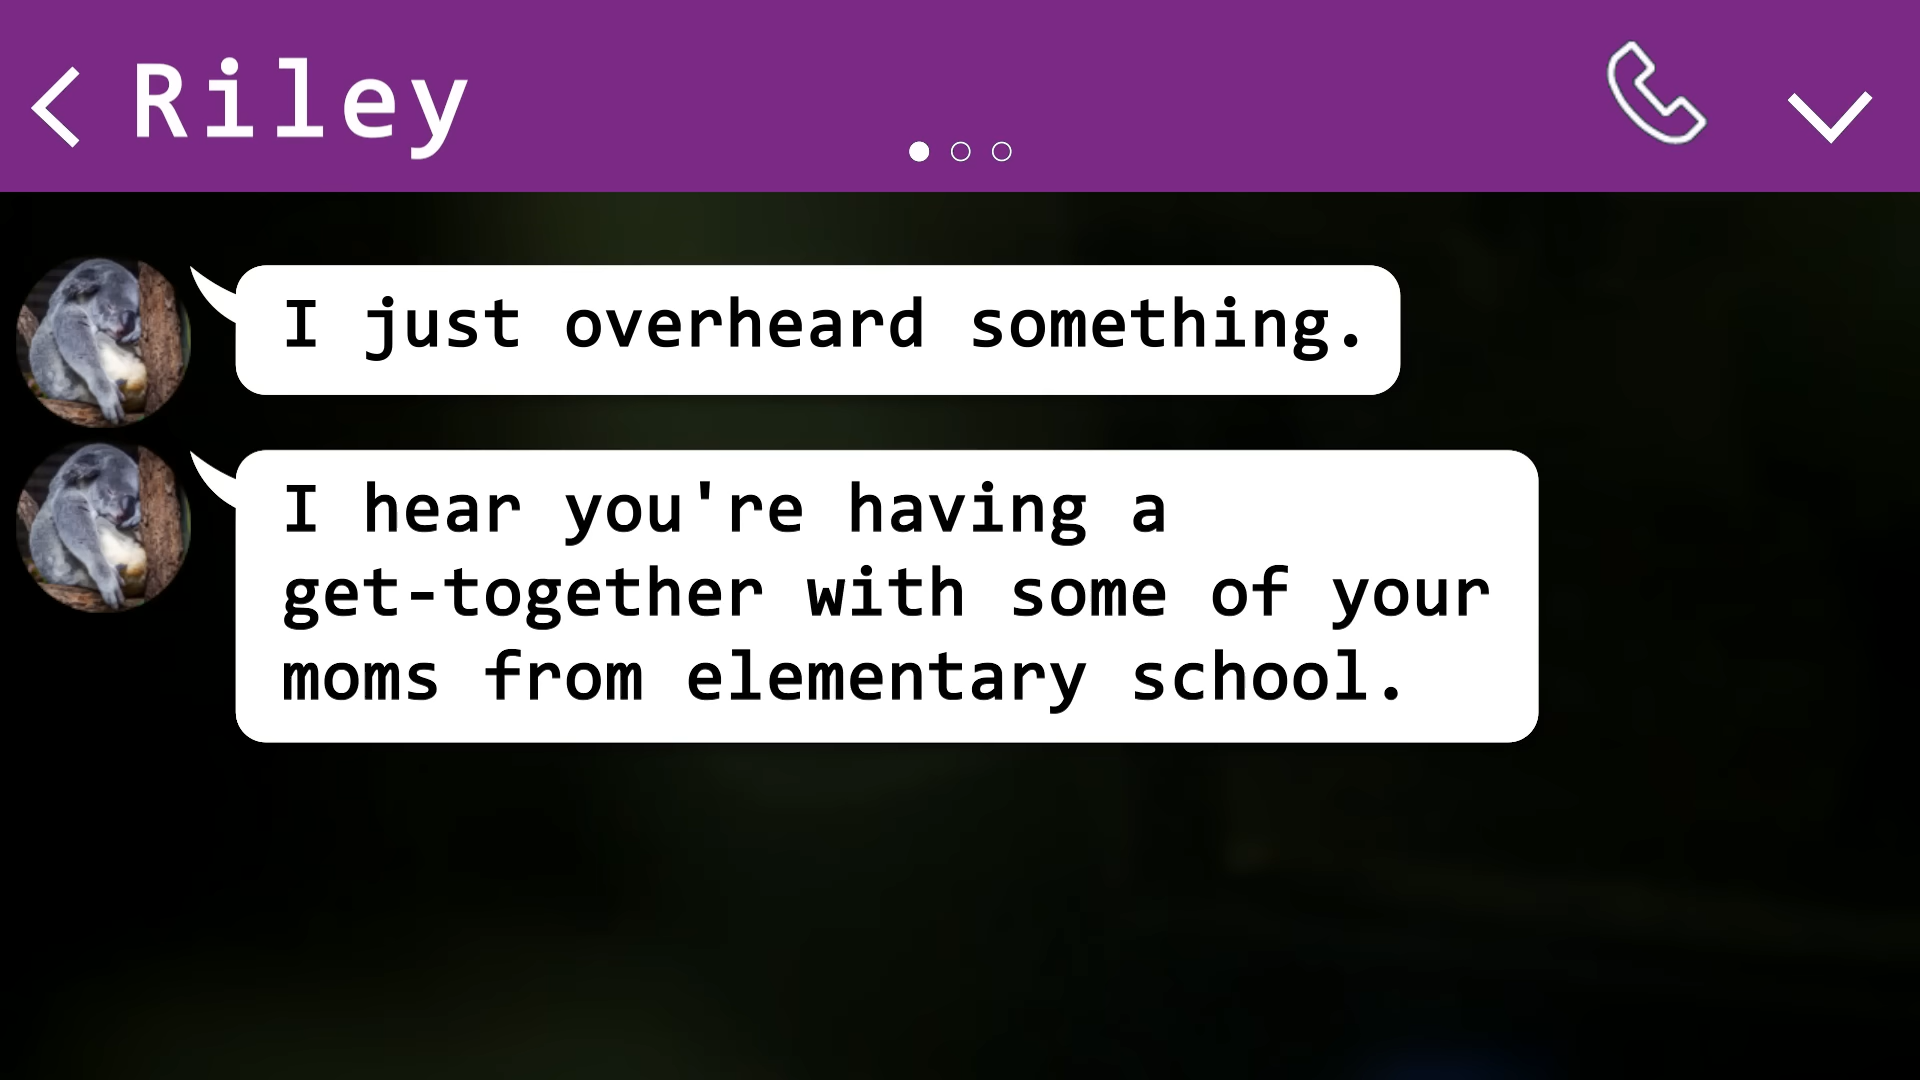 Riley
I just overheard something.
I hear you're having a
get-together with some of your
moms from elementary school.